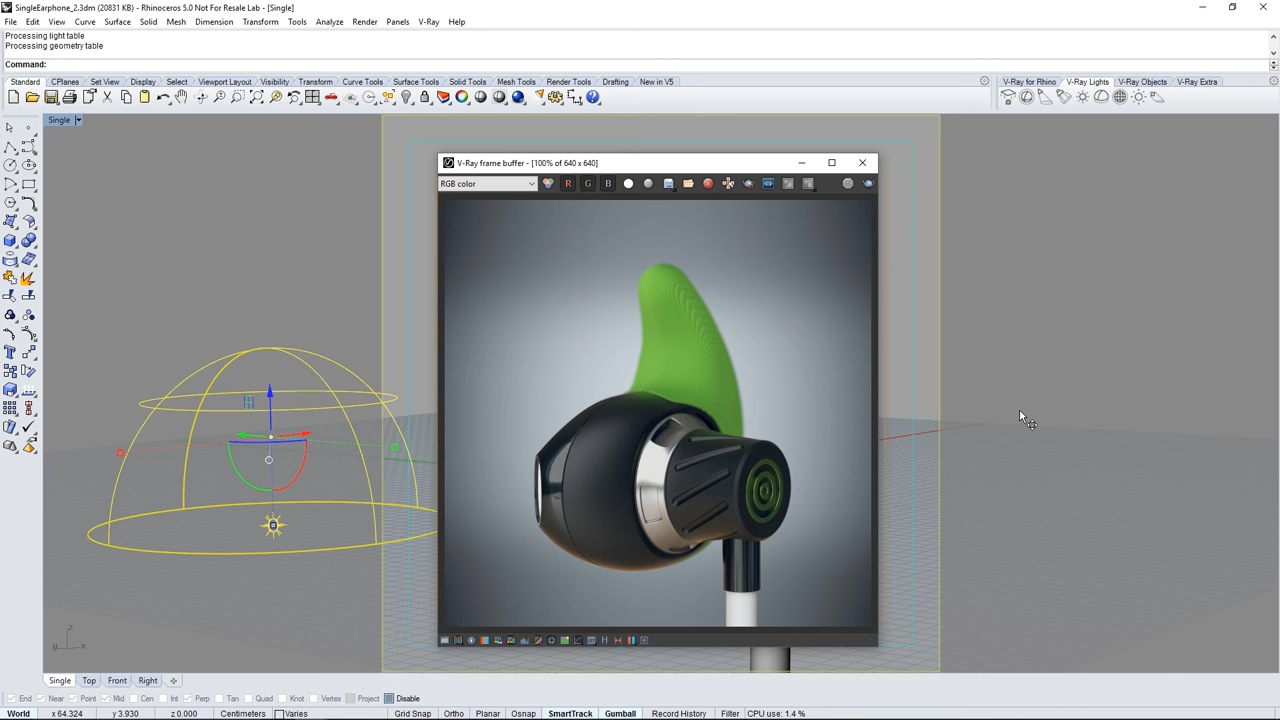 SingleEarphone_2.3dm (20831 KB) - Rhinoceros 5.0 Not For Resale Lab - [Single]
File Edit View Curve Surface Solid Mesh Dimension Transform Tools Analyze Render Panels V-Ray Help
Processing light table
Processing geometry table
Command:
Standard CPlanes Set View Display Select Viewport Layout Visibility Transform Curve Tools Surface Tools Solid Tools Mesh Tools Render Tools Drafting New in V5 V-Ray for Rhino V-Ray Lights V-Ray Objects V-Ray Extra
Single
V-Ray frame buffer - [100% of 640 x 640]
RGB color R G B
z
y x
Single Top Front Right
End Near Point Mid Cen Int Perp Tan Quad Knot Vertex Project Disable
World x 64.324 y 3.930 z 0.000 Centimeters Varies Grid Snap Ortho Planar Osnap SmartTrack Gumball Record History Filter CPU use: 1.4 %